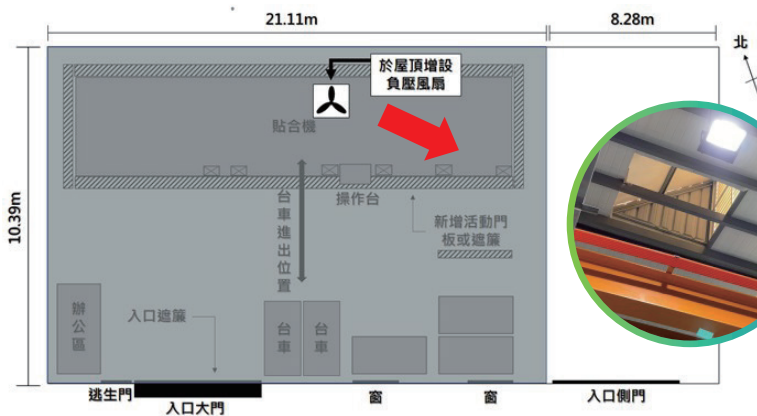 21.11m
8.28m
北
於屋頂增設
負壓風扇
貼合機
10.39m
操作台
台車進出位置
新增活動門
板或遮簾
辦公區
入口遮簾
台車
台車
逃生門
入口大門
窗
窗
入口側門